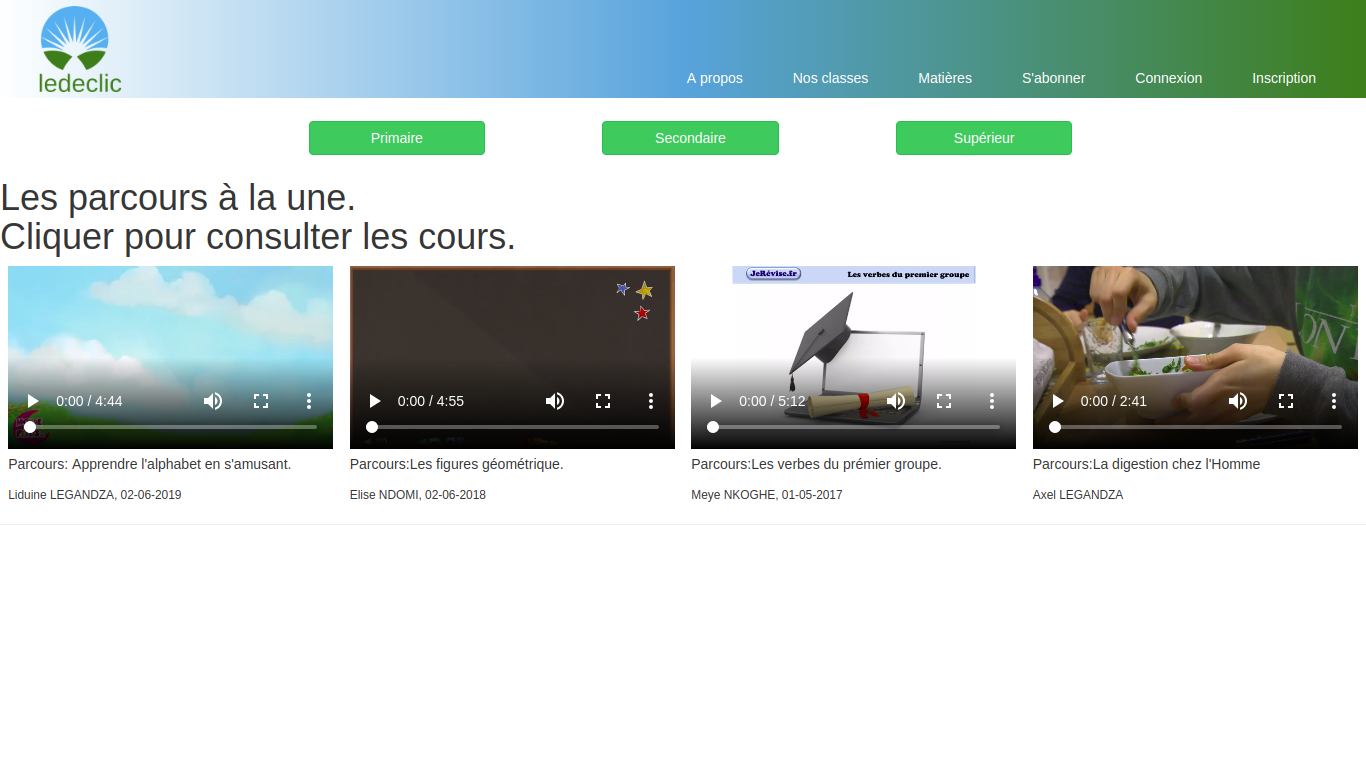 ledeclic
A propos
Nos classes
Matières
S'abonner
Connexion
Inscription
Primaire
Secondaire
Supérieur
Les parcours à la une.
Cliquer pour consulter les cours.
0:00 / 4:44
Parcours: Apprendre l'alphabet en s'amusant.
Liduine LEGANDZA, 02-06-2019
0:00 / 4:55
Parcours:Les figures géométrique.
Elise NDOMI, 02-06-2018
JeRévise.fr
Les verbes du premier groupe
0:00 / 5:12
Parcours:Les verbes du prémier groupe.
Meye NKOGHE, 01-05-2017
0:00 / 2:41
Parcours:La digestion chez l'Homme
Axel LEGANDZA